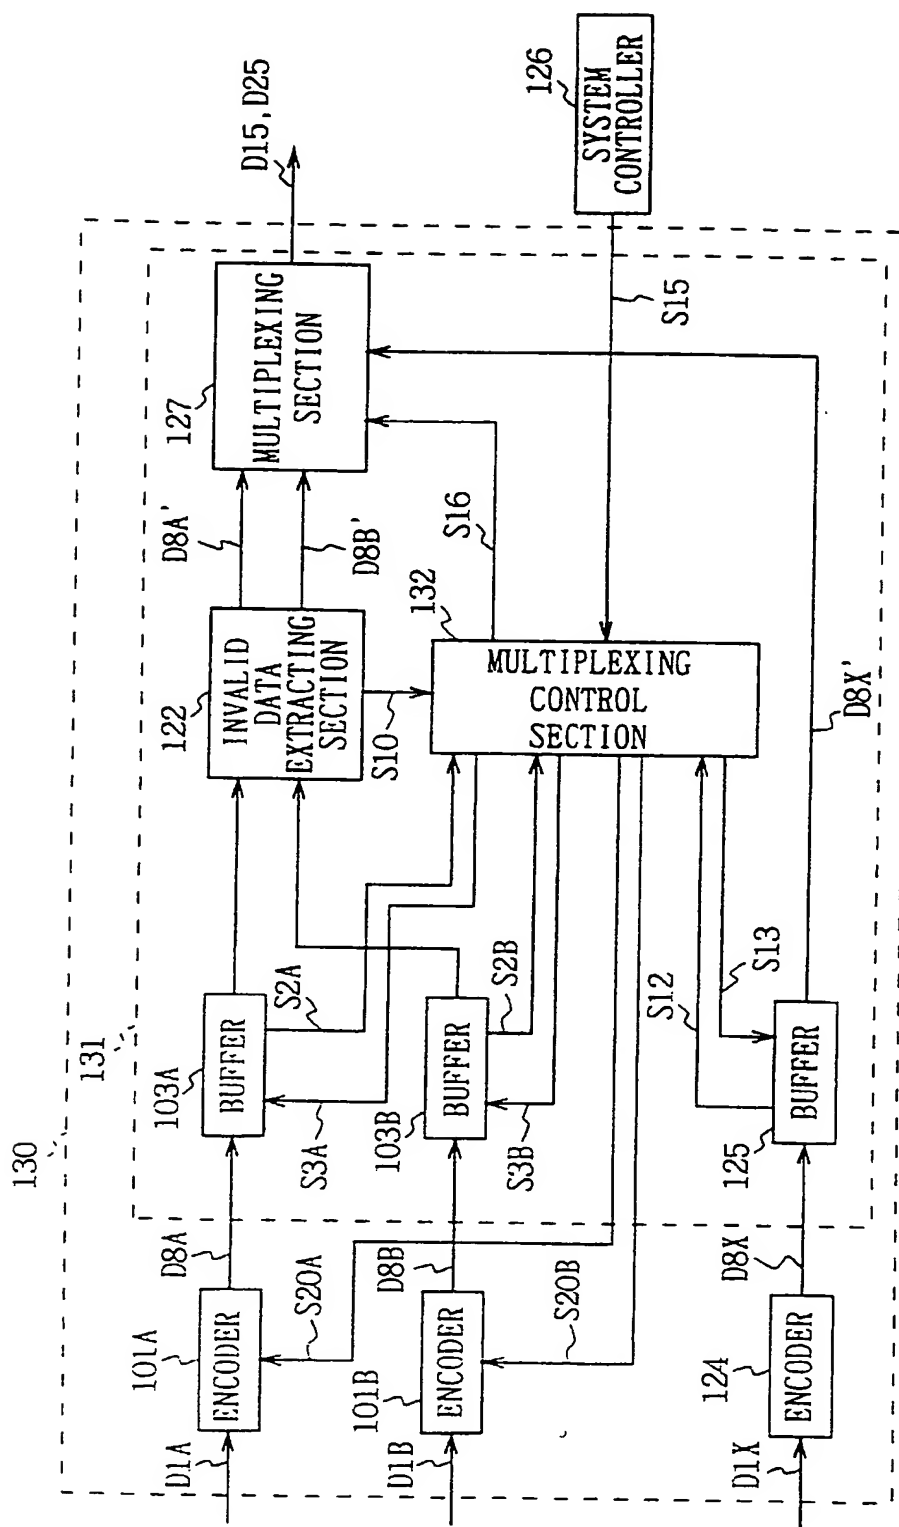 130
131
D1A
101A
ENCODER
D8A
S20A
103A
BUFFER
S2A
S3A
122
INVALID
DATA
EXTRACTING
SECTION
S10
D8A'
D8B'
127
MULTIPLEXING
SECTION
D15, D25
D1B
101B
ENCODER
D8B
S20B
103B
BUFFER
S2B
S3B
132
MULTIPLEXING
CONTROL
SECTION
S16
S15
126
SYSTEM
CONTROLLER
D1X
124
ENCODER
D8X
125
BUFFER
S12
S13
D8X'